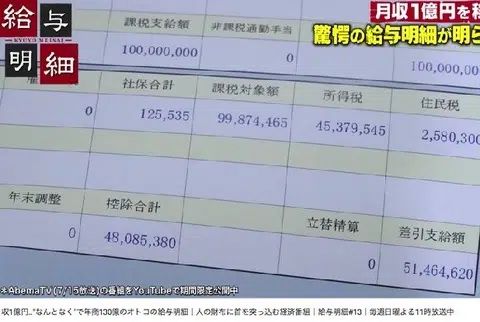 給与
KYUYO MEISAI
明細
月収1億円を稼
驚愕の給与明細が明ら
課税支給額 非課税通勤手当
100,000,000 0 100,000,000
社保合計 課税対象額 所得税 住民税
125,535 99,874,465 45,379,545 2,580,300
年末調整 控除合計 立替精算 差引支給額
0 48,085,380 0 51,464,620
*AbemaTV (7/15放送)の番組をYouTubeで期間限定公開中
収1億円_"なんとなく"で年商130億のオトコの給与明細|人の財布に首モ突っ込む経済番組|給与明細#13|毎週日曜よる11時放送中